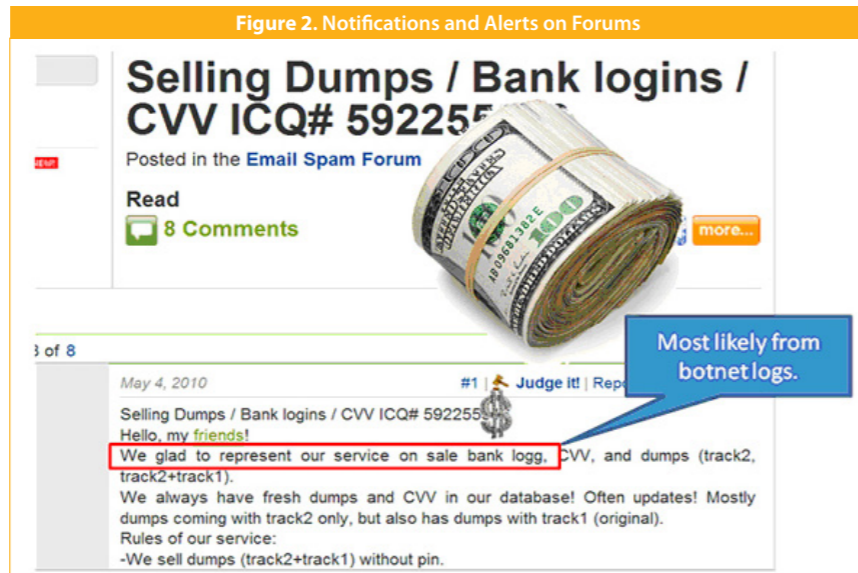 Figure 2. Notifications and Alerts on Forums
Selling Dumps / Bank logins /
CVV ICQ# 592255
Posted in the Email Spam Forum
NEW!
Read
8 Comments
more...
100
AB09681382E
of 8
Most likely from
botnet logs.
May 4, 2010
#1 | Judge it! |
Selling Dumps / Bank logins / CVV ICQ# 592255
Hello, my friends!
We glad to represent our service on sale bank logg, CVV, and dumps (track2,
track2+track1).
We always have fresh dumps and CVV in our database! Often updates! Mostly
dumps coming with track2 only, but also has dumps with track1 (original).
Rules of our service:
-We sell dumps (track2+track1) without pin.